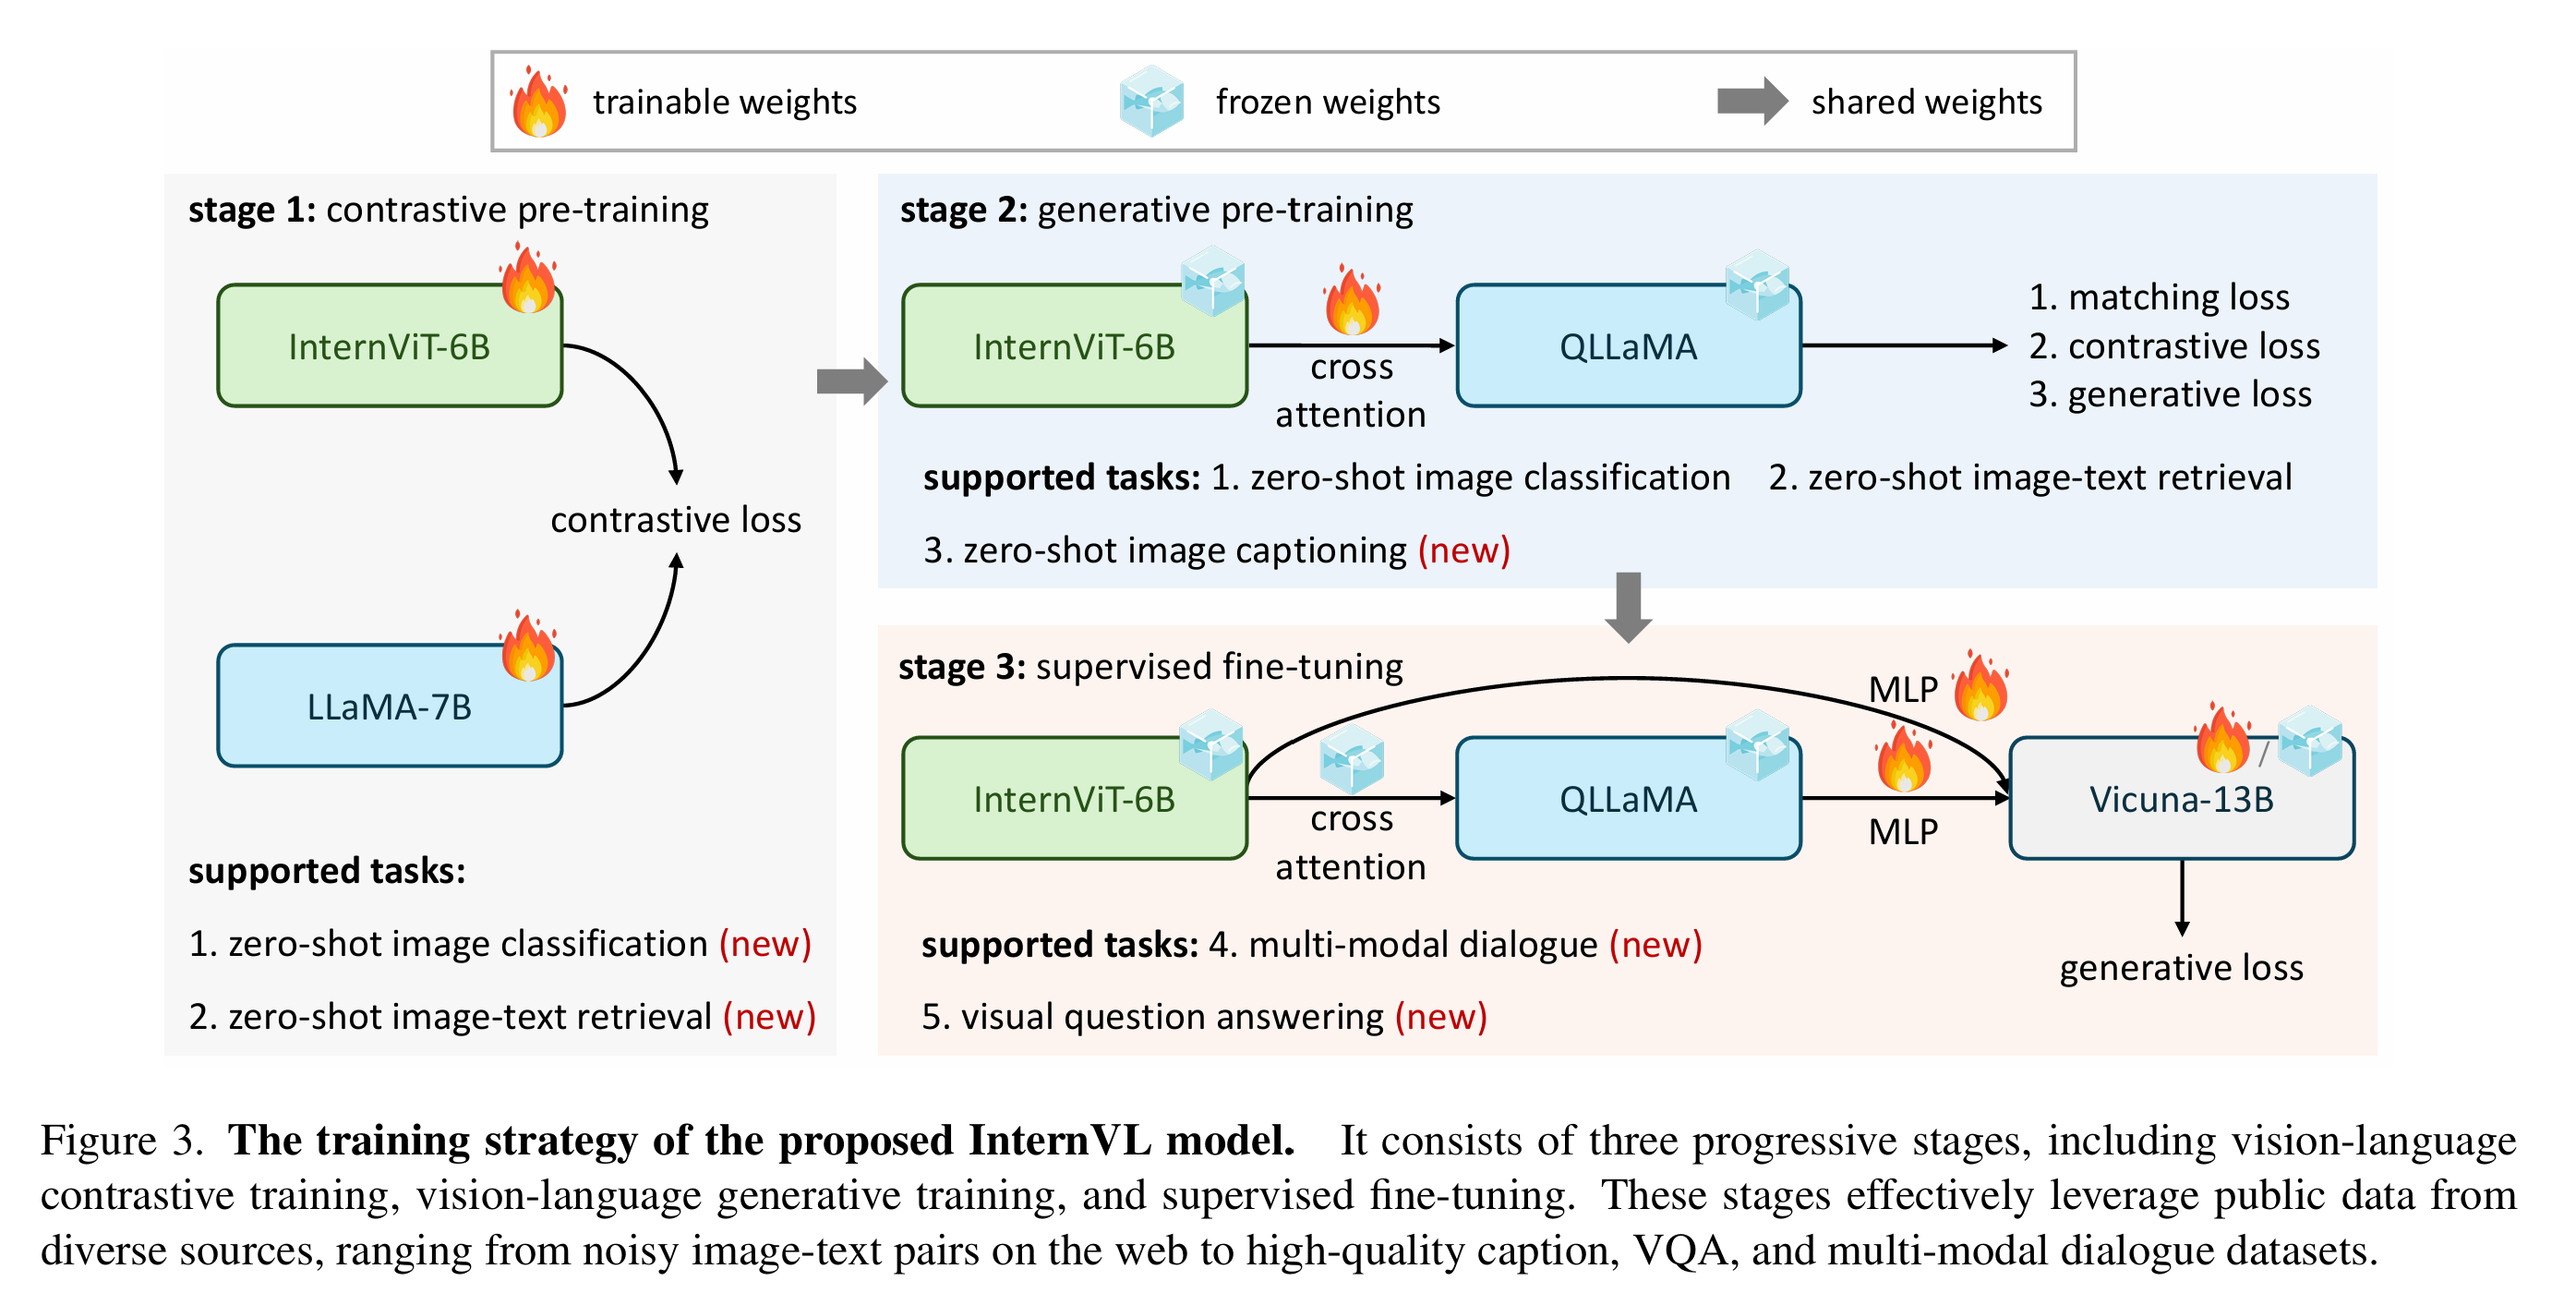 trainable weights
frozen weights
shared weights
stage 1: contrastive pre-training
InternViT-6B
contrastive loss
LLaMA-7B
supported tasks:
1. zero-shot image classification (new)
2. zero-shot image-text retrieval (new)
stage 2: generative pre-training
InternViT-6B
cross
attention
QLLaMA
1. matching loss
2. contrastive loss
3. generative loss
supported tasks: 1. zero-shot image classification 2. zero-shot image-text retrieval
3. zero-shot image captioning (new)
stage 3: supervised fine-tuning
MLP
InternViT-6B
cross
attention
QLLaMA
MLP
/
Vicuna-13B
generative loss
supported tasks: 4. multi-modal dialogue (new)
5. visual question answering (new)
Figure 3. The training strategy of the proposed InternVL model. It consists of three progressive stages, including vision-language
contrastive training, vision-language generative training, and supervised fine-tuning. These stages effectively leverage public data from
diverse sources, ranging from noisy image-text pairs on the web to high-quality caption, VQA, and multi-modal dialogue datasets.